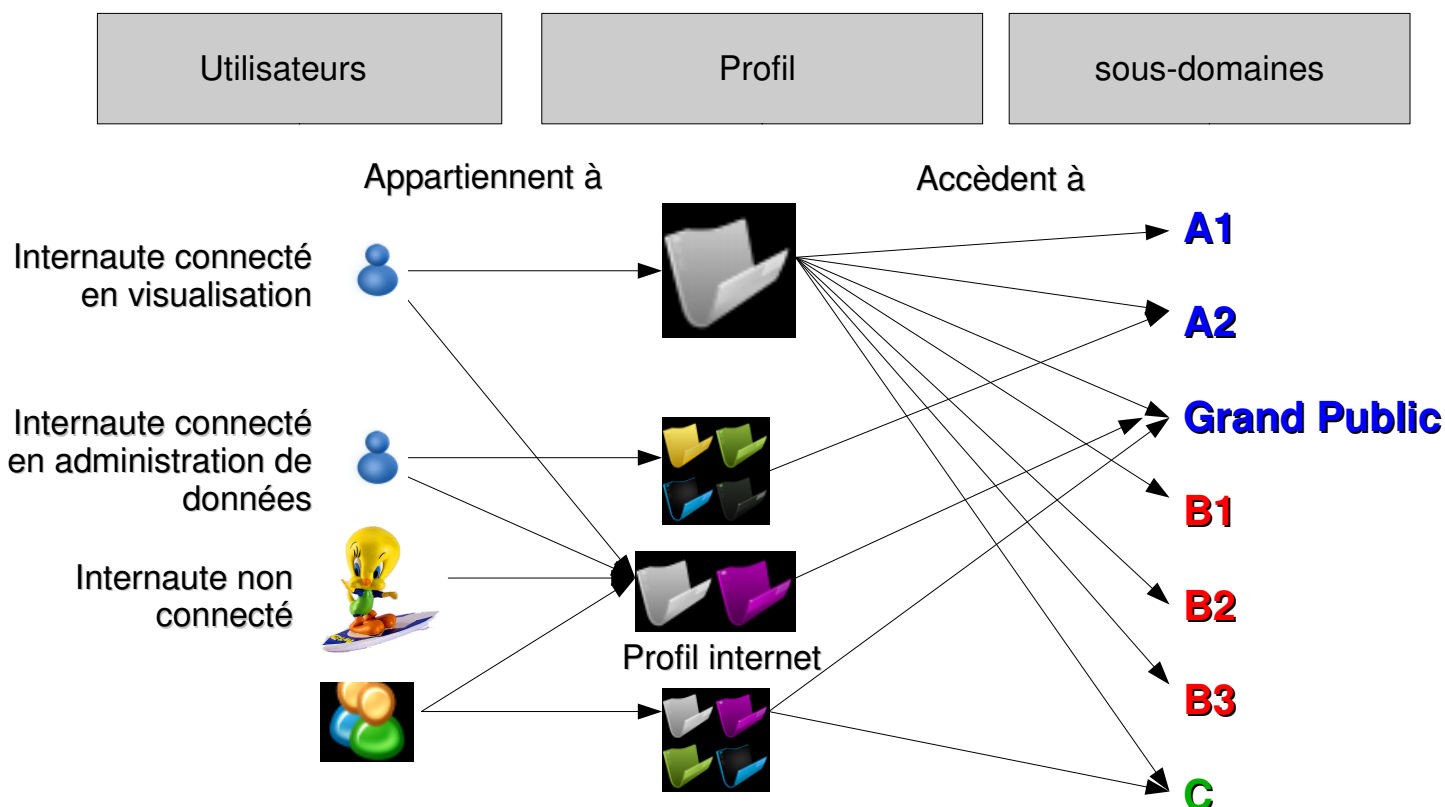 Utilisateurs
Profil
sous-domaines
Appartiennent à
Accèdent à
Internaute connecté
en visualisation
Internaute connecté
en administration de
données
Internaute non
connecté
Profil internet
A1
A2
Grand Public
B1
B2
B3
C